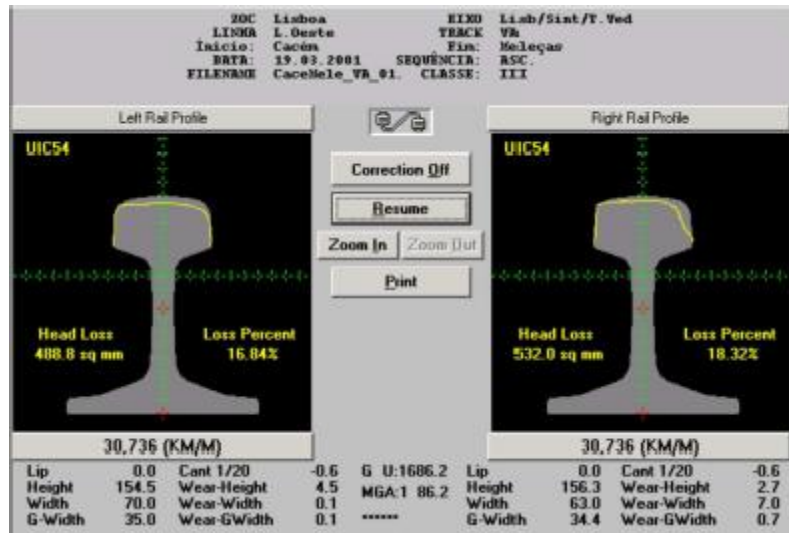 ZOC Lisboa EIXO Lisb/Sint/T.Ved
LINHA L.Oeste TRACK VA
Ínicio: Cacém Fim: Meleças
DATA: 19.03.2001 SEQUÊNCIA: ASC.
FILENAME CaceMele_VA_01. CLASSE: III
Left Rail Profile
Right Rail Profile
UIC54
UIC54
Correction Off
Resume
Zoom In Zoom Out
Print
Head Loss Loss Percent
488.8 sq mm 16.84%
Head Loss Loss Percent
532.0 sq mm 18.32%
30,736 (KM/M)
30,736 (KM/M)
Lip 0.0 Cant 1/20 -0.6
Height 154.5 Wear-Height 4.5
Width 70.0 Wear-Width 0.1
G-Width 35.0 Wear-GWidth 0.1
G U:1686.2
MGA:1 86.2
------
Lip 0.0 Cant 1/20 -0.6
Height 156.3 Wear-Height 2.7
Width 63.0 Wear-Width 7.0
G-Width 34.4 Wear-GWidth 0.7